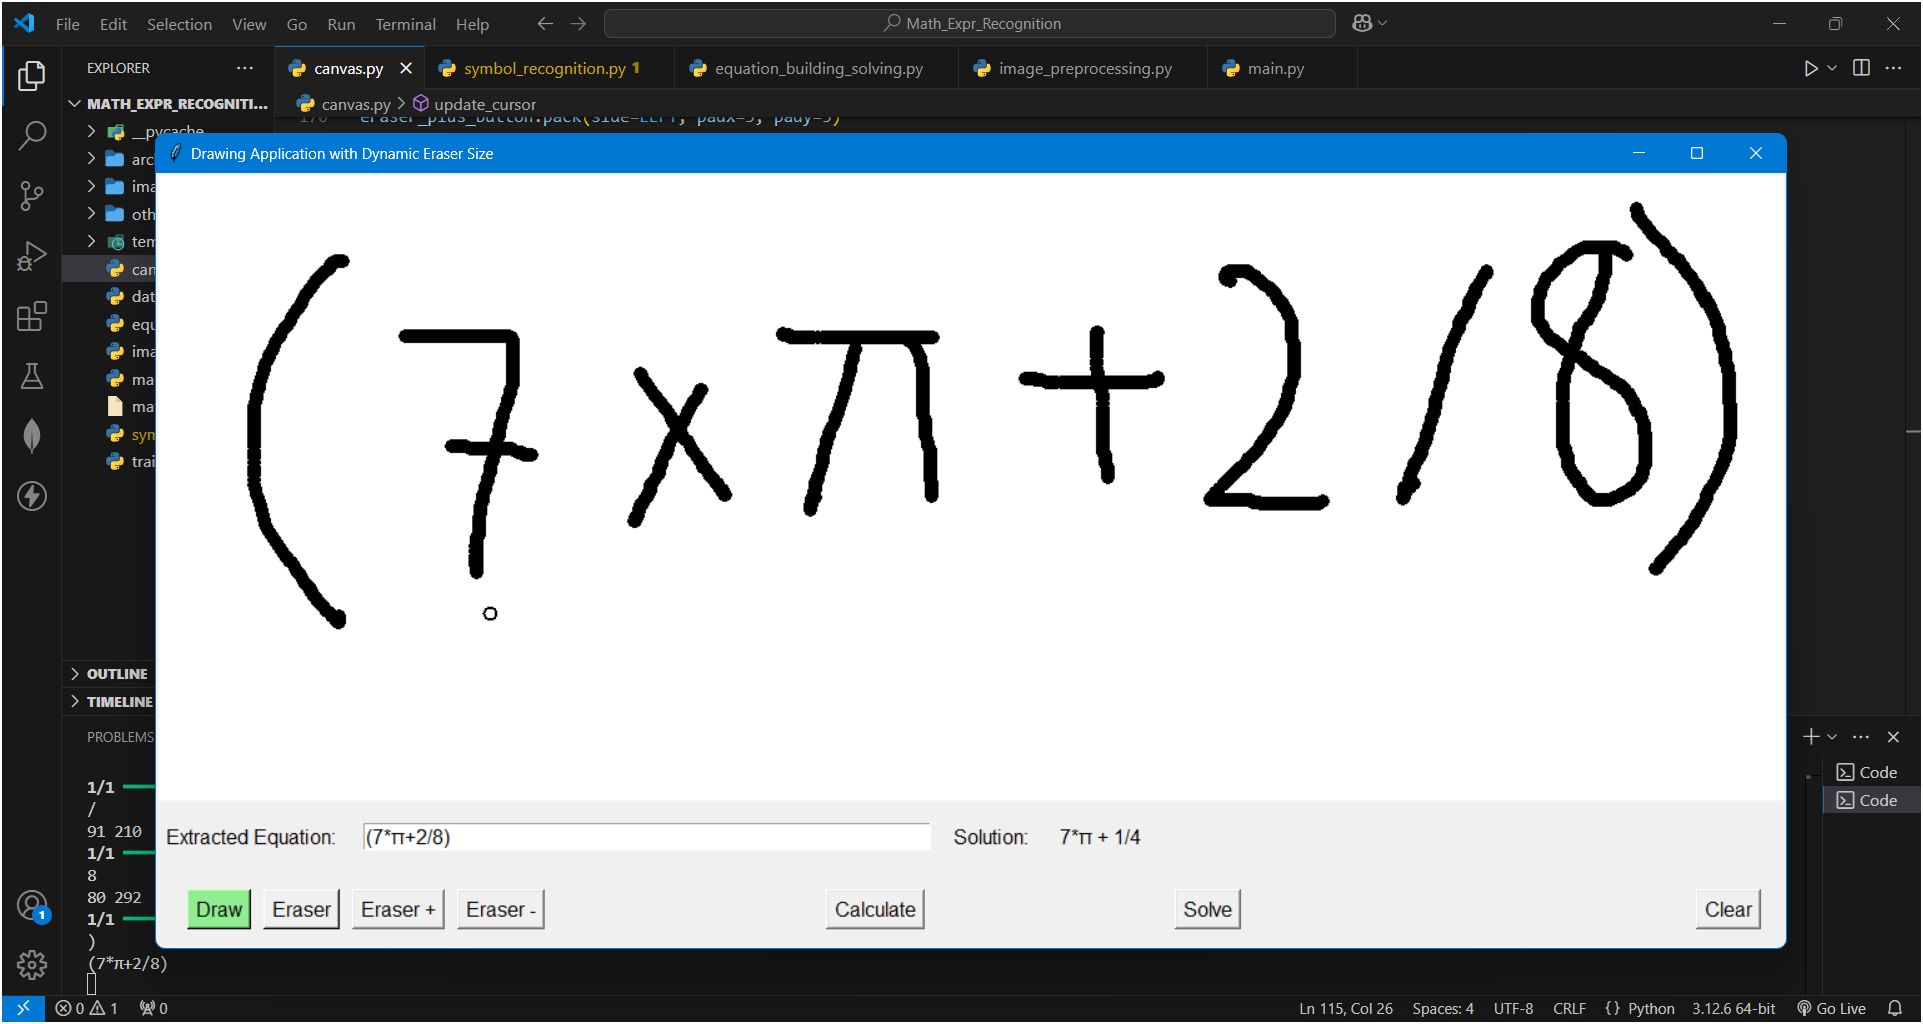 File Edit Selection View Go Run Terminal Help
Math_Expr_Recognition
EXPLORER
canvas.py
symbol_recognition.py 1
equation_building_solving.py
image_preprocessing.py
main.py
MATH_EXPR_RECOGNITI...
canvas.py > update_cursor
__pycache__
Drawing Application with Dynamic Eraser Size
arc
ima
oth
tem
can
dat
equ
ima
ma
ma
sym
trai
(7xπ+2/8)
OUTLINE
TIMELINE
PROBLEMS
Code
Code
1/1
/
91 210
1/1
8
80 292
1/1
)
(7*π+2/8)
Extracted Equation: (7*π+2/8) Solution: 7*π + 1/4
Draw Eraser Eraser + Eraser - Calculate Solve Clear
1
0 1 0 Ln 115, Col 26 Spaces: 4 UTF-8 CRLF {} Python 3.12.6 64-bit Go Live